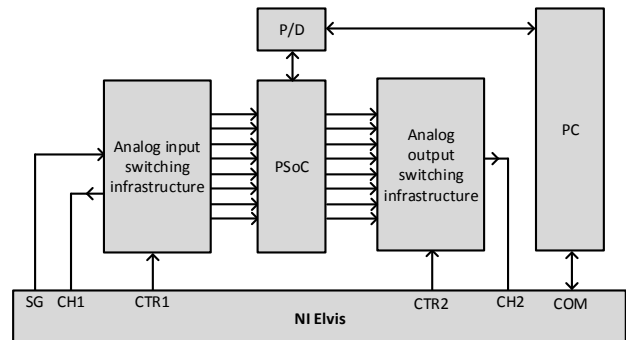 P/D
Analog input
switching
infrastructure
PSoC
Analog
output
switching
infrastructure
PC
SG
CH1
CTR1
CTR2
CH2
COM
NI Elvis